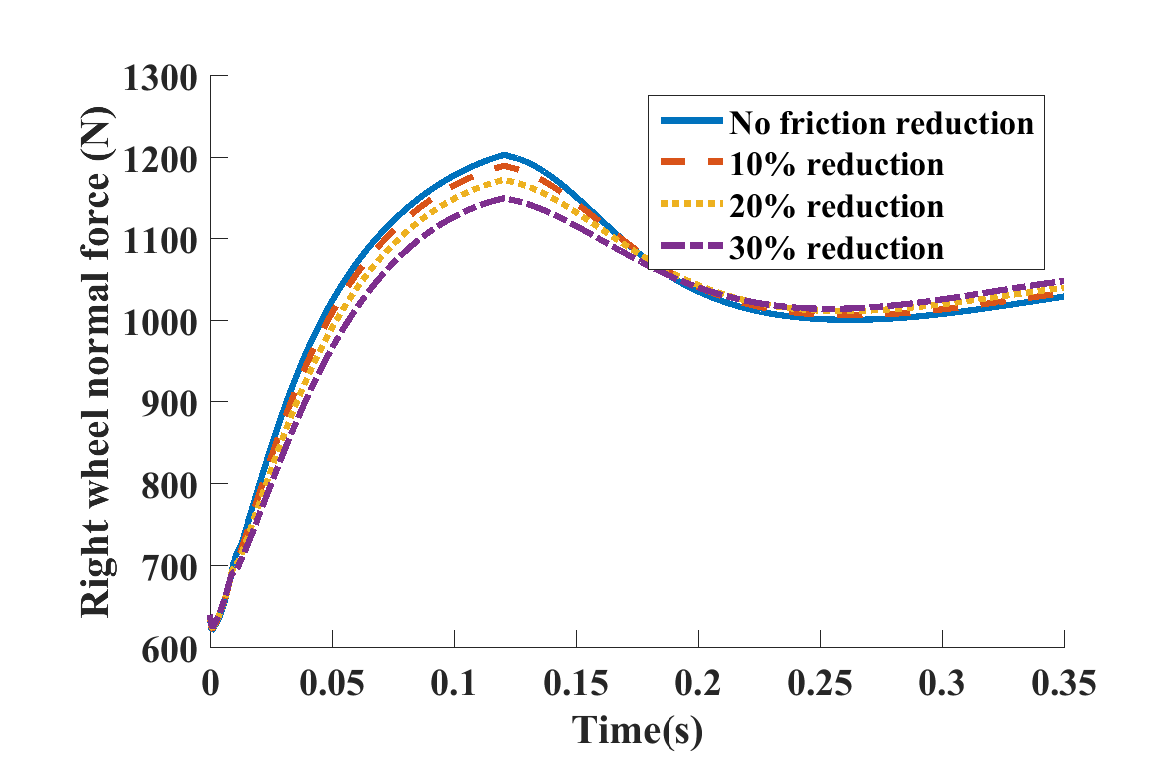 Right wheel normal force (N)
1300
1200
1100
1000
900
800
700
600
No friction reduction
10% reduction
20% reduction
30% reduction
0 0.05 0.1 0.15 0.2 0.25 0.3 0.35
Time(s)